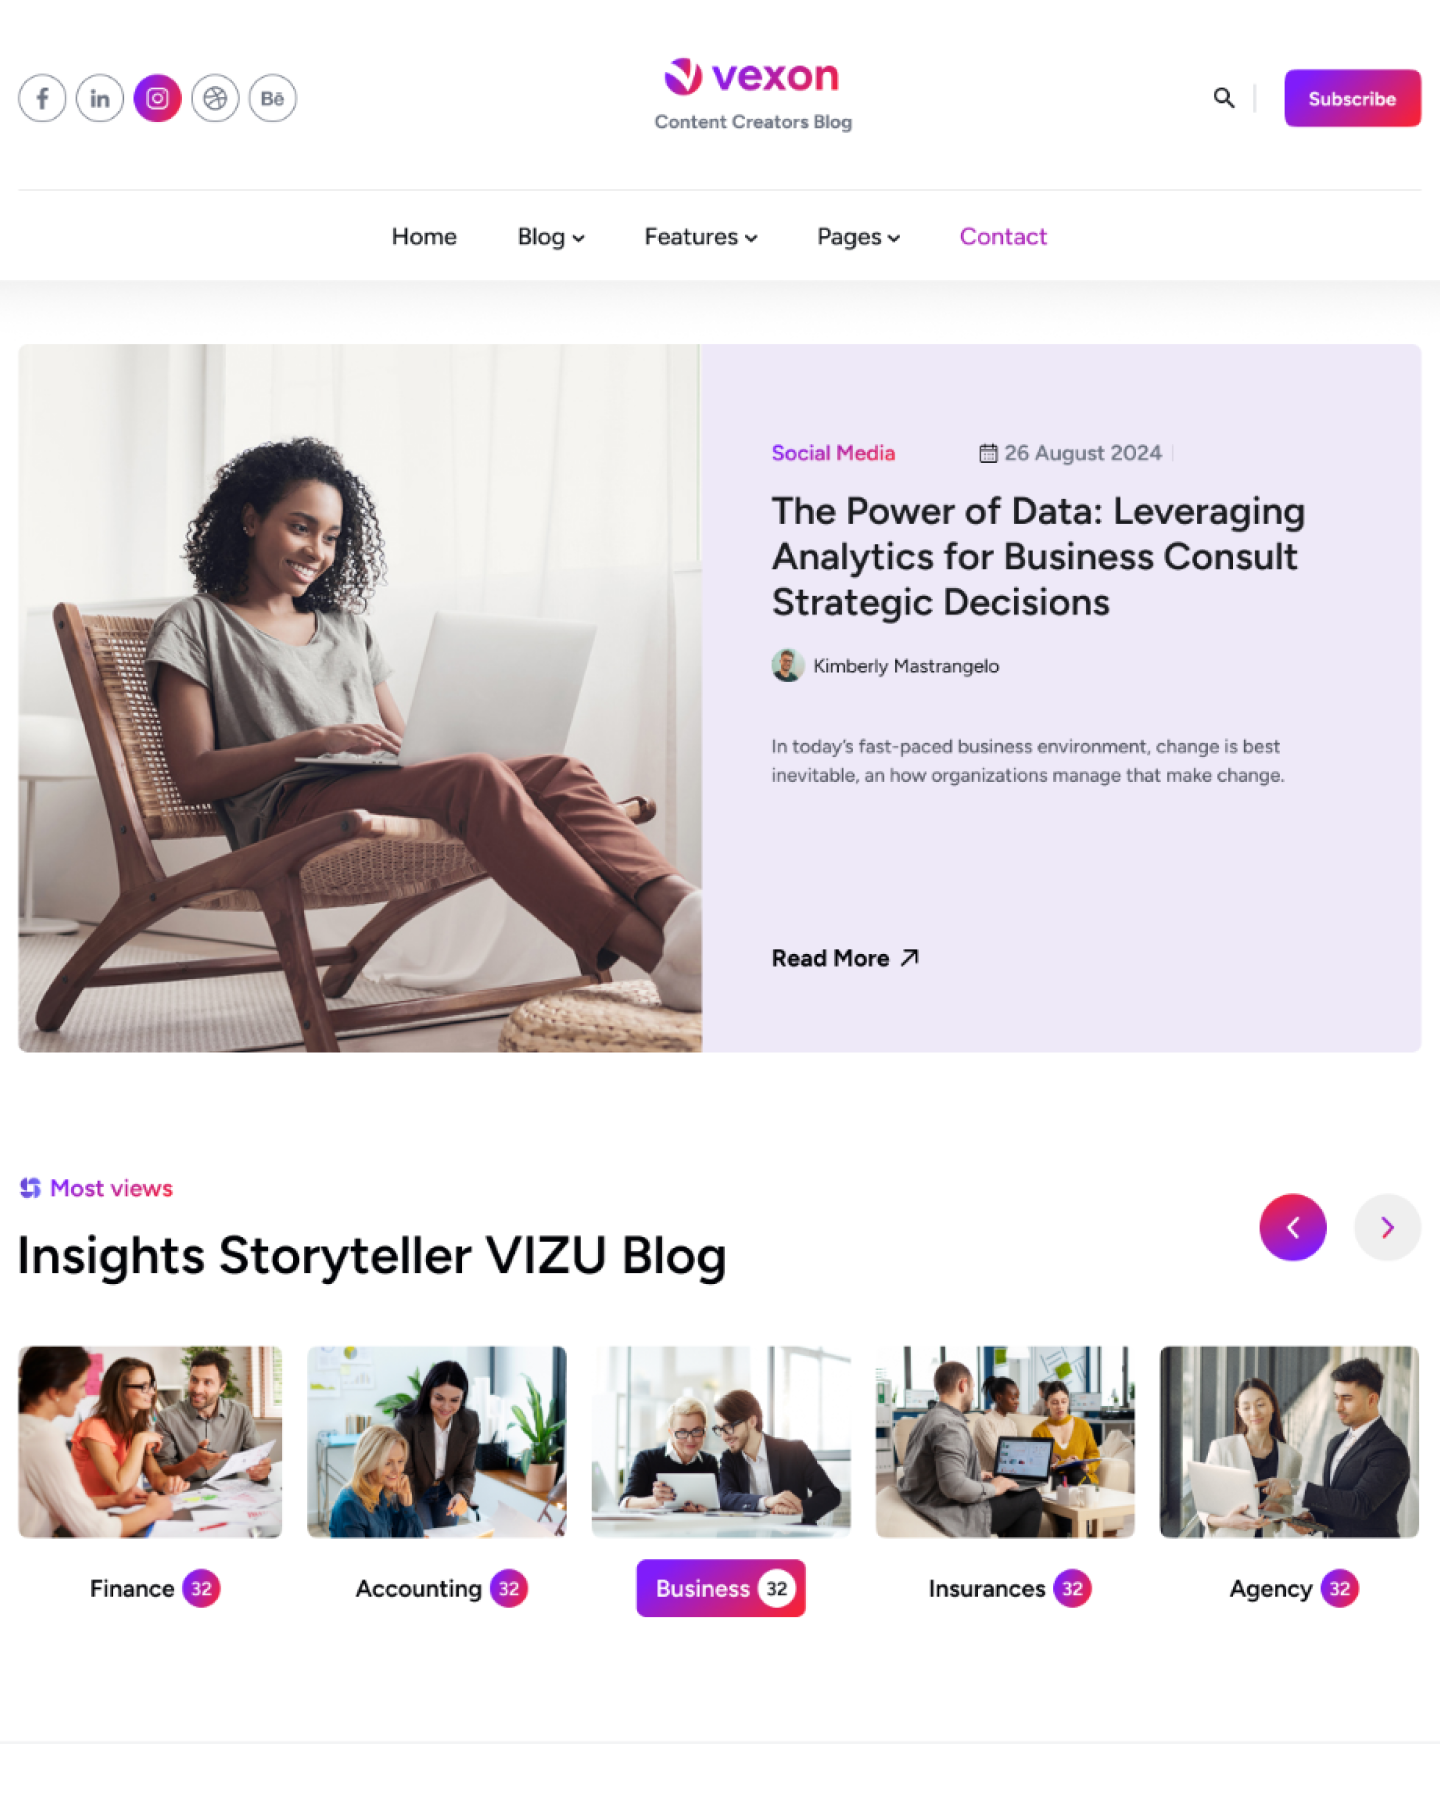 vexon
Content Creators Blog
Bē
Subscribe
Home
Blog
Features
Pages
Contact
Social Media
26 August 2024
The Power of Data: Leveraging
Analytics for Business Consult
Strategic Decisions
Kimberly Mastrangelo
In today's fast-paced business environment, change is best
inevitable, an how organizations manage that make change.
Read More
Most views
Insights Storyteller VIZU Blog
Finance 32
Accounting 32
Business 32
Insurances 32
Agency 32